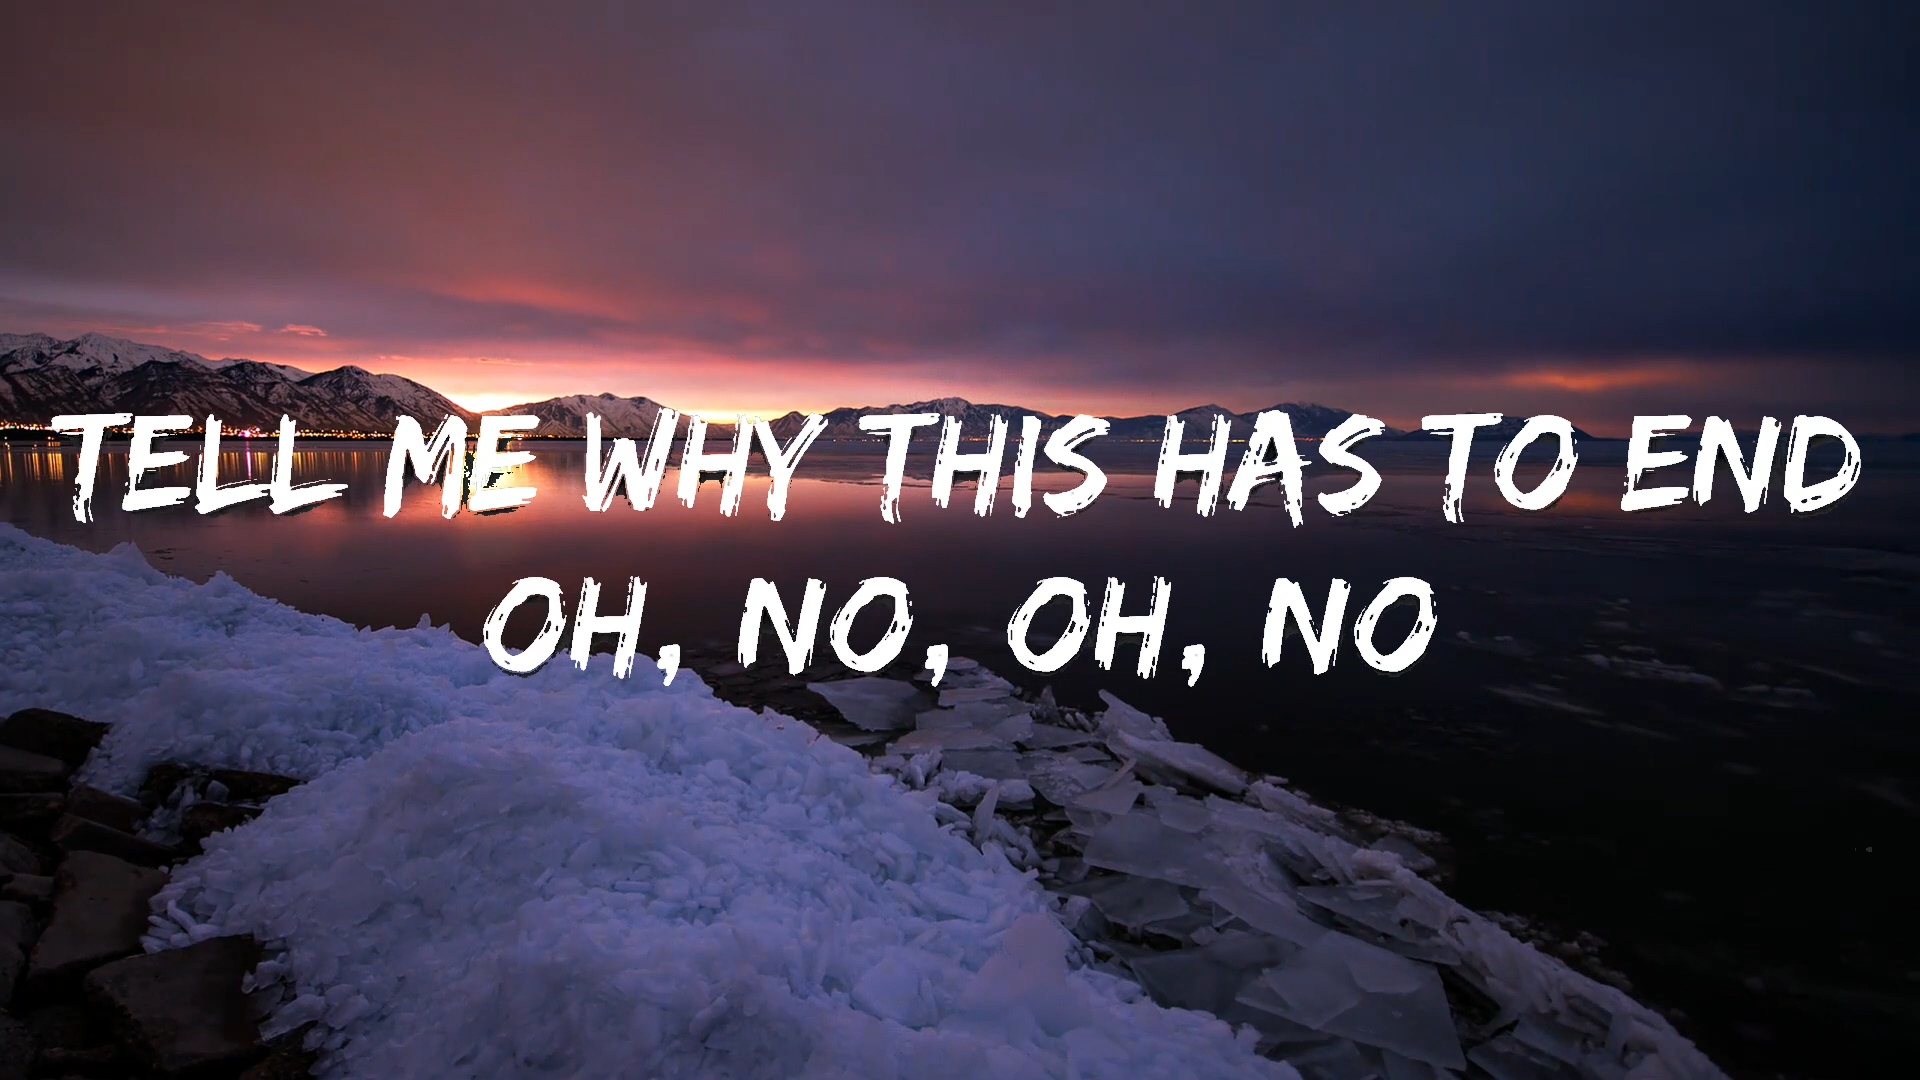 TELL ME WHY THIS HAS TO END
OH, NO, OH, NO